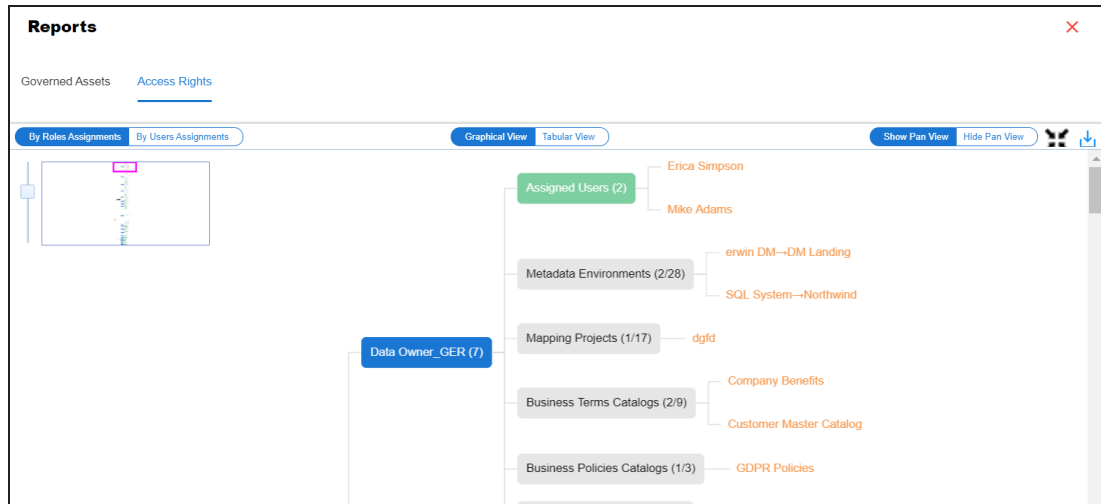 Reports
Governed Assets
Access Rights
By Roles Assignments
By Users Assignments
Graphical View
Tabular View
Show Pan View
Hide Pan View
Erica Simpson
Assigned Users (2)
Mike Adams
erwin DM→DM Landing
Metadata Environments (2/28)
SQL System→Northwind
Mapping Projects (1/17)
dgfd
Data Owner_GER (7)
Company Benefits
Business Terms Catalogs (2/9)
Customer Master Catalog
Business Policies Catalogs (1/3)
GDPR Policies